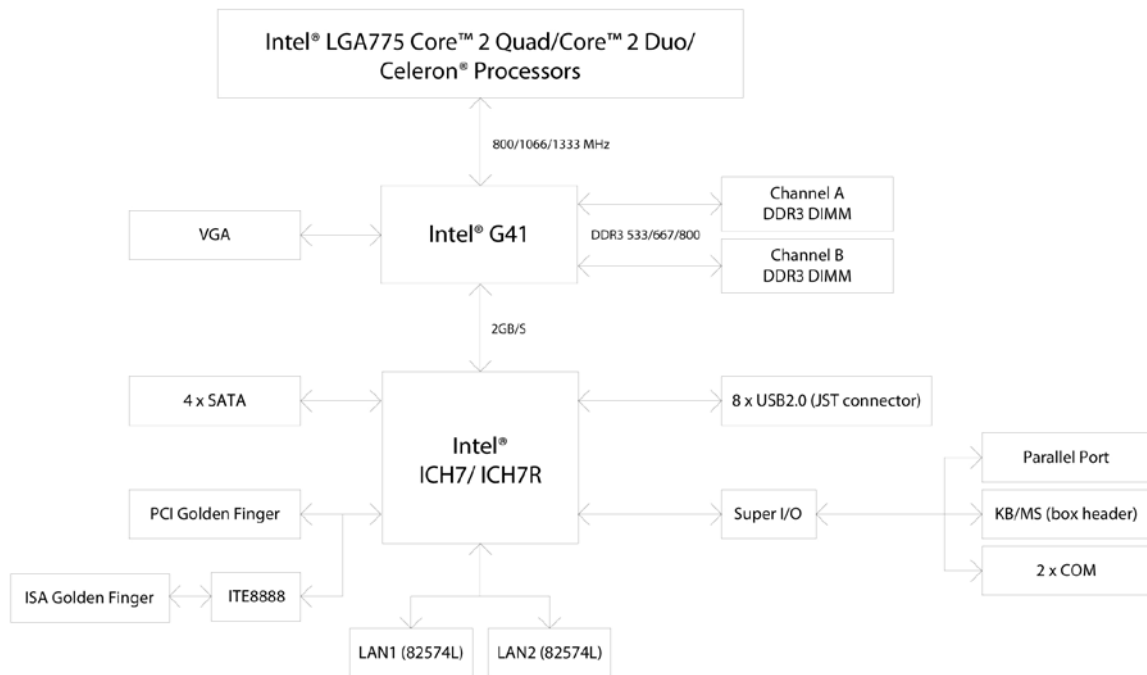 Intel® LGA775 Core™ 2 Quad/Core™ 2 Duo/
Celeron® Processors
800/1066/1333 MHz
Channel A
DDR3 DIMM
VGA
Intel® G41
DDR3 533/667/800
Channel B
DDR3 DIMM
2GB/S
4 x SATA
8 x USB2.0 (JST connector)
Intel®
ICH7/ ICH7R
Parallel Port
PCI Golden Finger
Super I/O
KB/MS (box header)
2 x COM
ISA Golden Finger
ITE8888
LAN1 (82574L)
LAN2 (82574L)